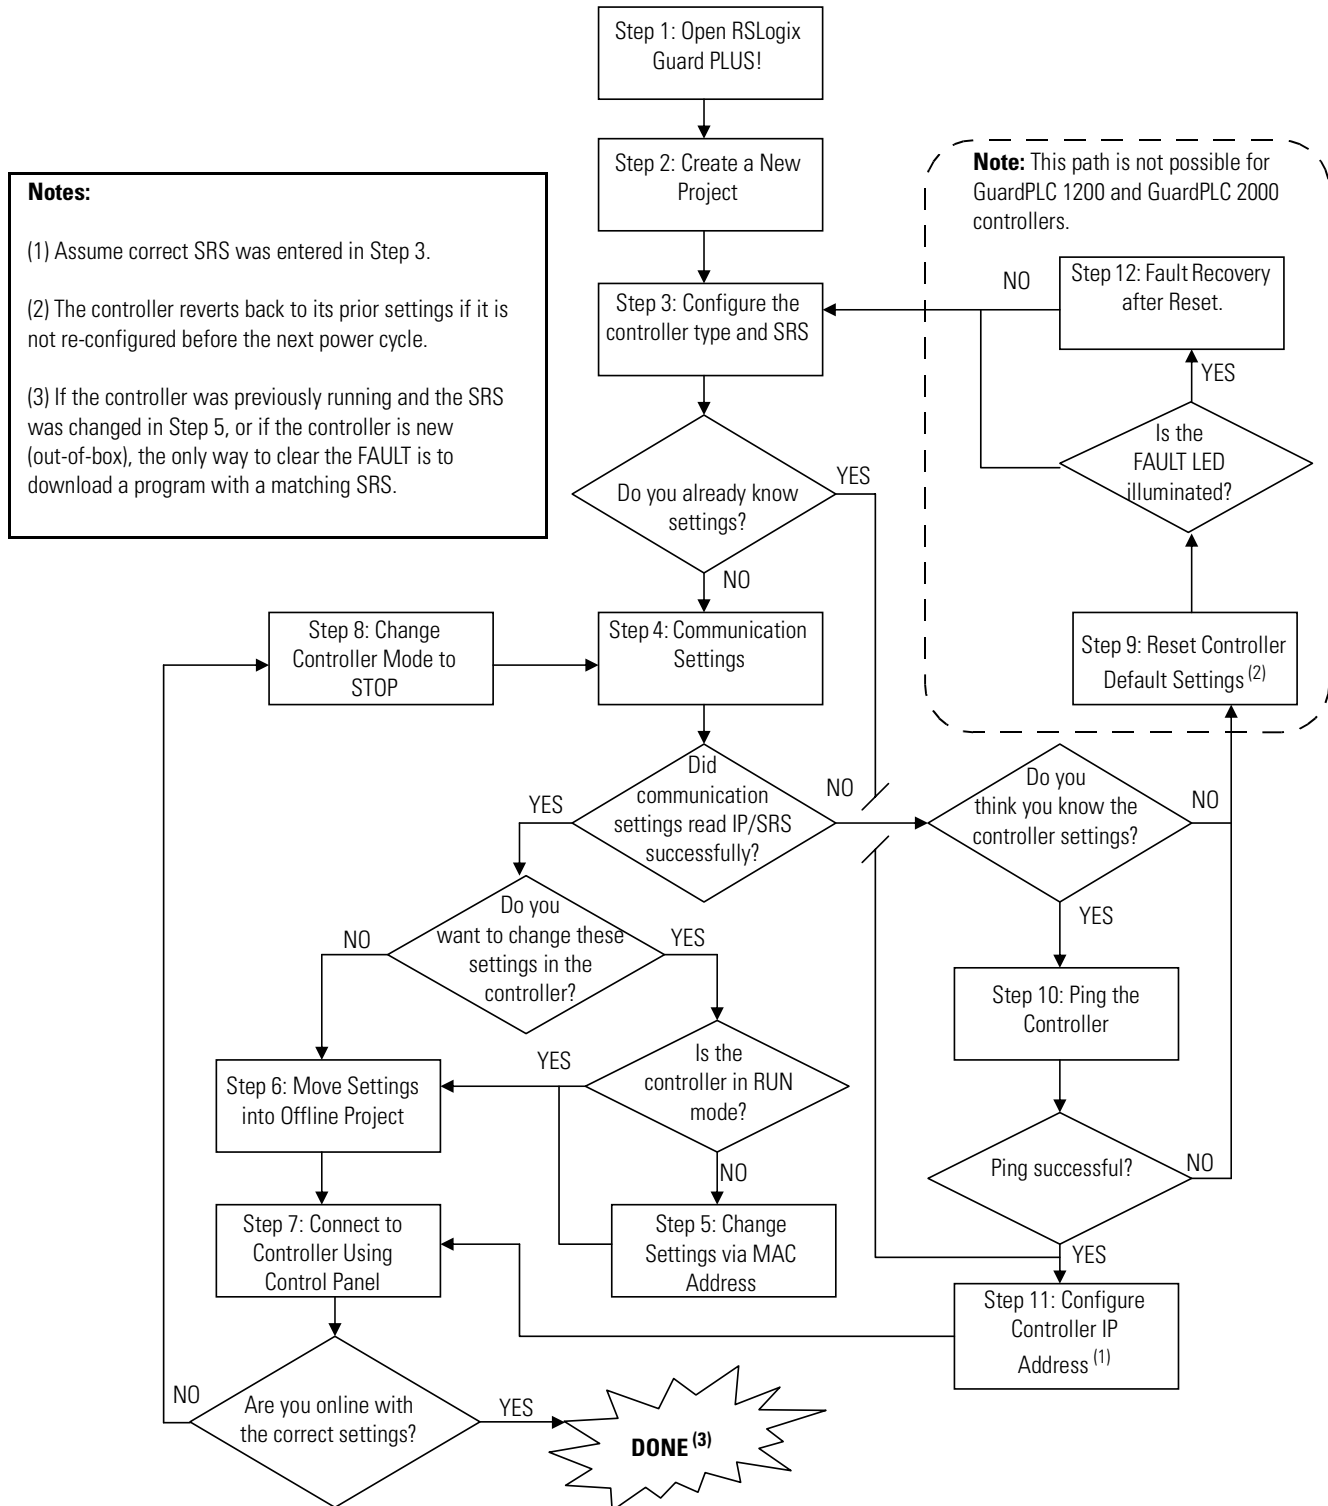 Step 1: Open RSLogix
Guard PLUS!
Step 2: Create a New
Project
Note: This path is not possible for
GuardPLC 1200 and GuardPLC 2000
controllers.
Notes:
(1) Assume correct SRS was entered in Step 3.
(2) The controller reverts back to its prior settings if it is
not re-configured before the next power cycle.
(3) If the controller was previously running and the SRS
was changed in Step 5, or if the controller is new
(out-of-box), the only way to clear the FAULT is to
download a program with a matching SRS.
Step 3: Configure the
controller type and SRS
NO
Step 12: Fault Recovery
after Reset.
YES
Is the
FAULT LED
illuminated?
Do you already know
settings?
YES
NO
Step 8: Change
Controller Mode to
STOP
Step 4: Communication
Settings
Step 9: Reset Controller
Default Settings (2)
Did
communication
settings read IP/SRS
successfully?
YES
NO
Do you
think you know the
controller settings?
NO
YES
Do you
want to change these
settings in the
controller?
NO
YES
Step 10: Ping the
Controller
Is the
controller in RUN
mode?
YES
NO
Step 6: Move Settings
into Offline Project
Ping successful?
NO
YES
Step 7: Connect to
Controller Using
Control Panel
Step 5: Change
Settings via MAC
Address
Step 11: Configure
Controller IP
Address (1)
Are you online with
the correct settings?
NO
YES
DONE (3)